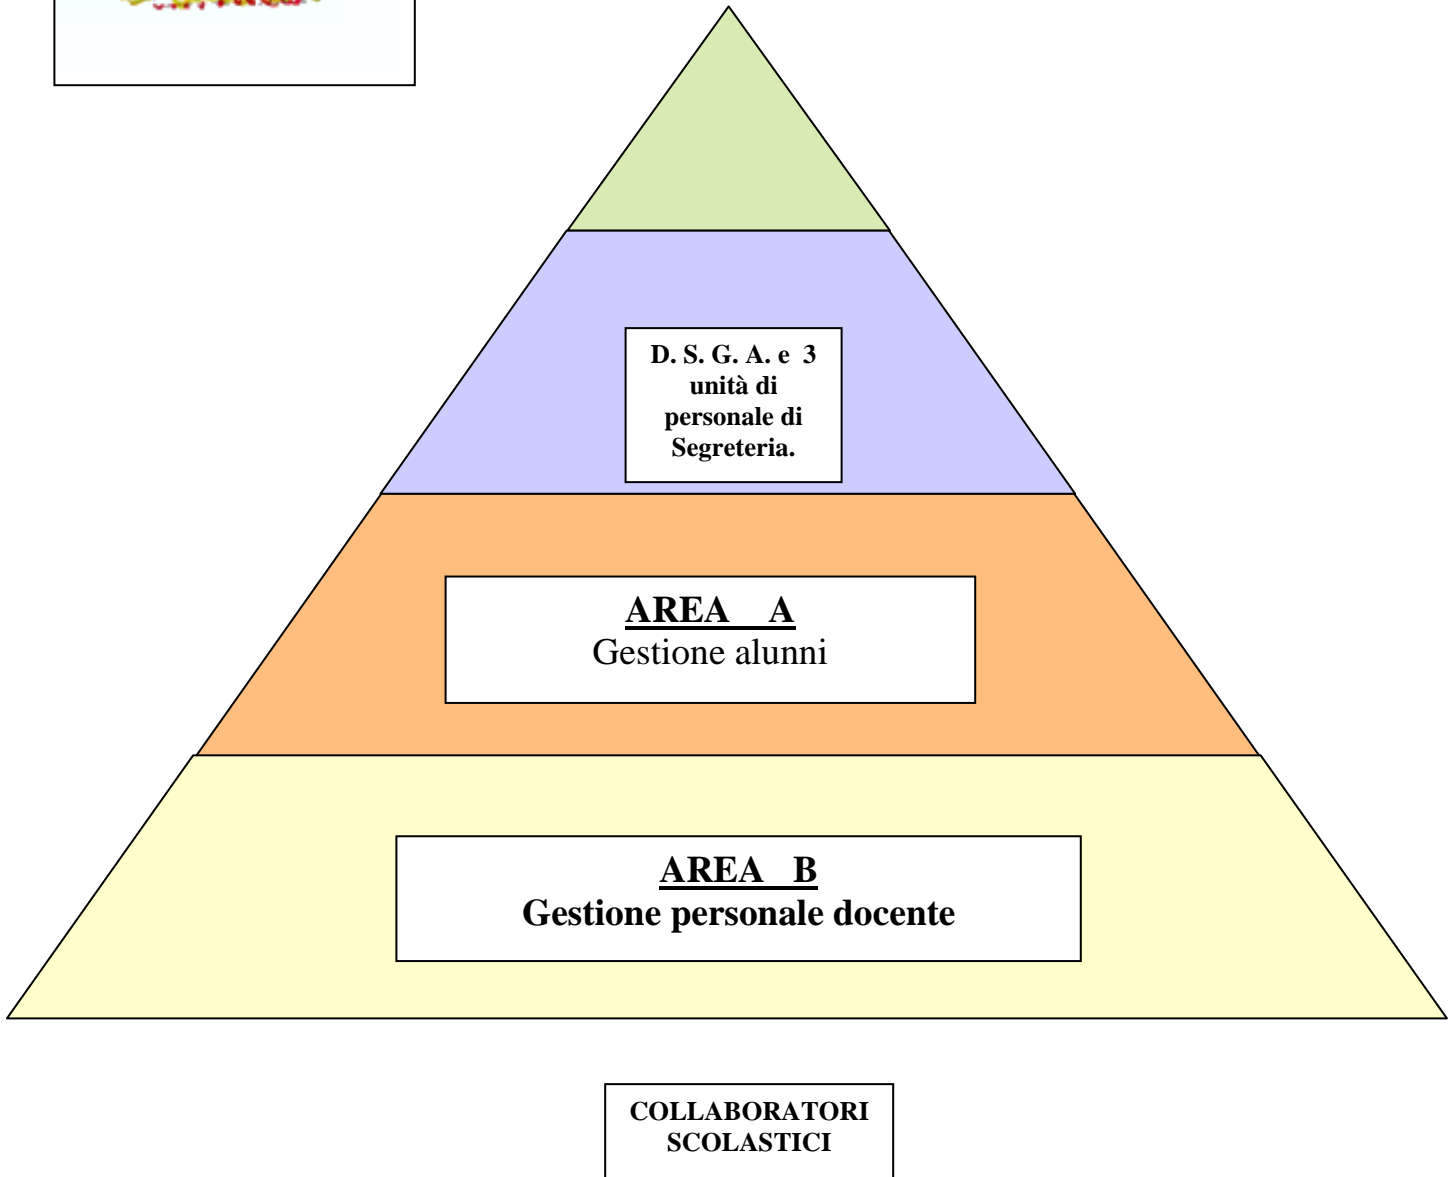 D. S. G. A. e 3
unità di
personale di
Segreteria.
AREA A
Gestione alunni
AREA B
Gestione personale docente
COLLABORATORI
SCOLASTICI